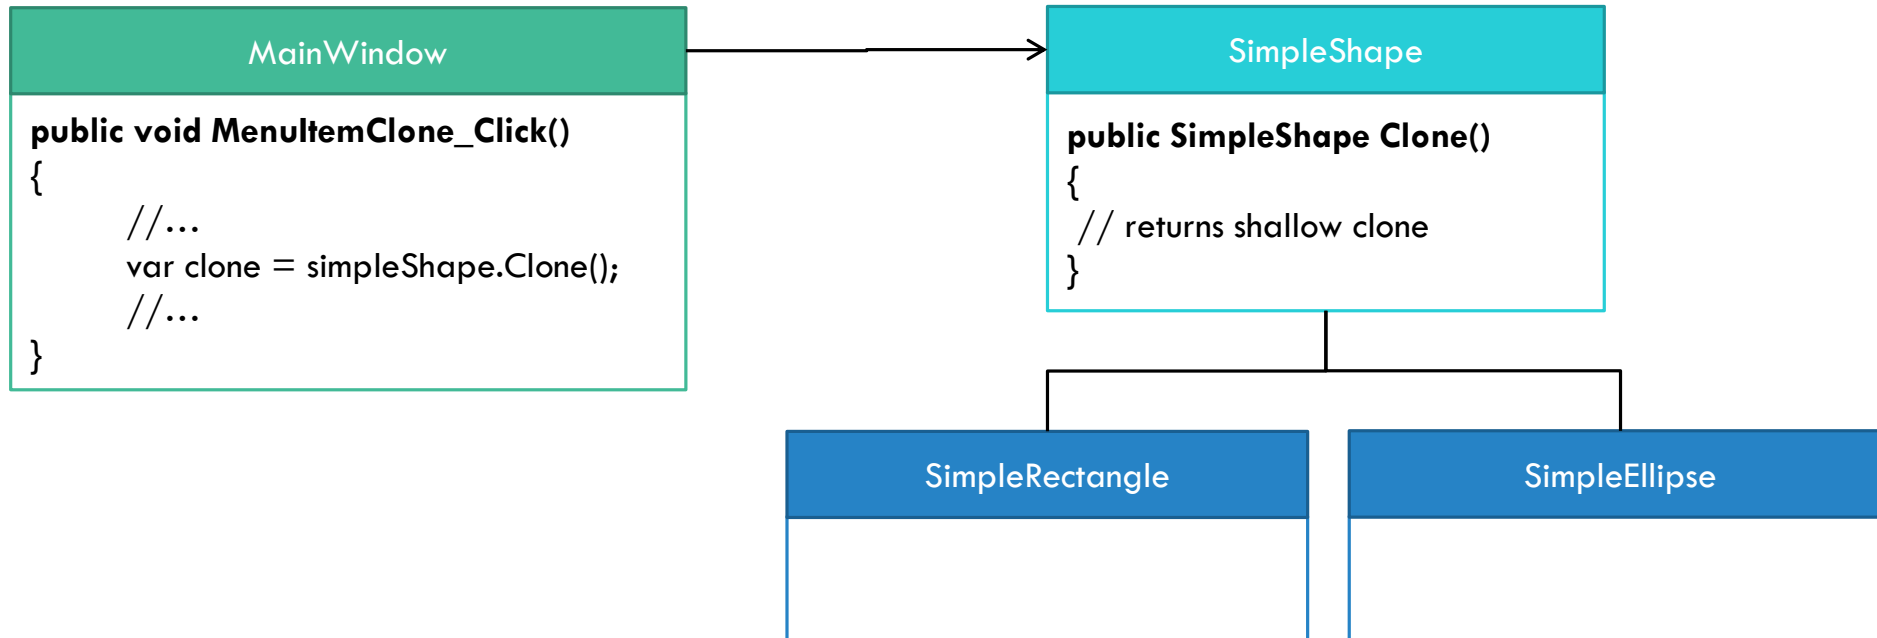 MainWindow
public void MenuItemClone_Click()
{
//...
var clone = simpleShape.Clone();
//...
}
SimpleShape
public SimpleShape Clone()
{
// returns shallow clone
}
SimpleRectangle
SimpleEllipse